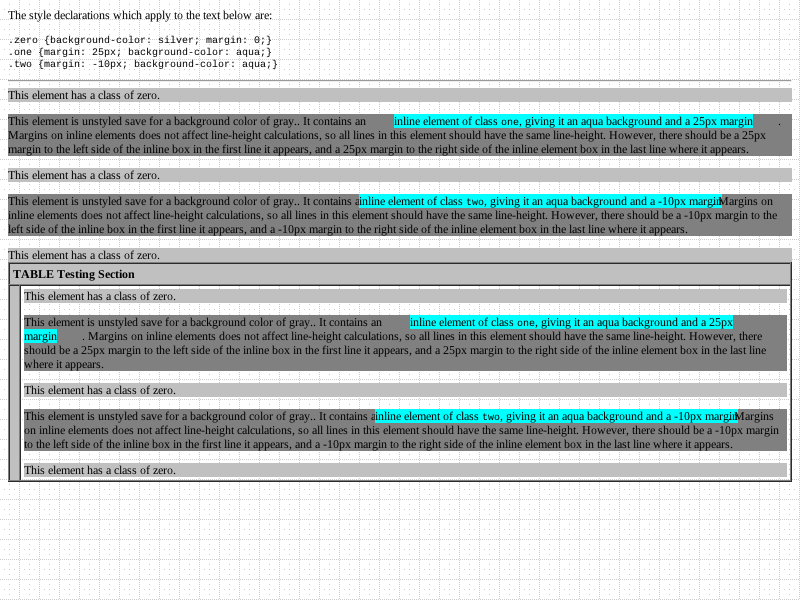 The style declarations which apply to the text below are:
.zero {background-color: silver; margin: 0;}
.one {margin: 25px; background-color: aqua;}
.two {margin: -10px; background-color: aqua;}
This element has a class of zero.
This element is unstyled save for a background color of gray.. It contains an inline element of class one, giving it an aqua background and a 25px margin .
Margins on inline elements does not affect line-height calculations, so all lines in this element should have the same line-height. However, there should be a 25px
margin to the left side of the inline box in the first line it appears, and a 25px margin to the right side of the inline element box in the last line where it appears.
This element has a class of zero.
This element is unstyled save for a background color of gray.. It contains a inline element of class two, giving it an aqua background and a -10px margin Margins on
inline elements does not affect line-height calculations, so all lines in this element should have the same line-height. However, there should be a -10px margin to the
left side of the inline box in the first line it appears, and a -10px margin to the right side of the inline element box in the last line where it appears.
This element has a class of zero.
TABLE Testing Section
This element has a class of zero.
This element is unstyled save for a background color of gray.. It contains an inline element of class one, giving it an aqua background and a 25px
margin . Margins on inline elements does not affect line-height calculations, so all lines in this element should have the same line-height. However, there
should be a 25px margin to the left side of the inline box in the first line it appears, and a 25px margin to the right side of the inline element box in the last line
where it appears.
This element has a class of zero.
This element is unstyled save for a background color of gray.. It contains a inline element of class two, giving it an aqua background and a -10px margin Margins
on inline elements does not affect line-height calculations, so all lines in this element should have the same line-height. However, there should be a -10px margin
to the left side of the inline box in the first line it appears, and a -10px margin to the right side of the inline element box in the last line where it appears.
This element has a class of zero.